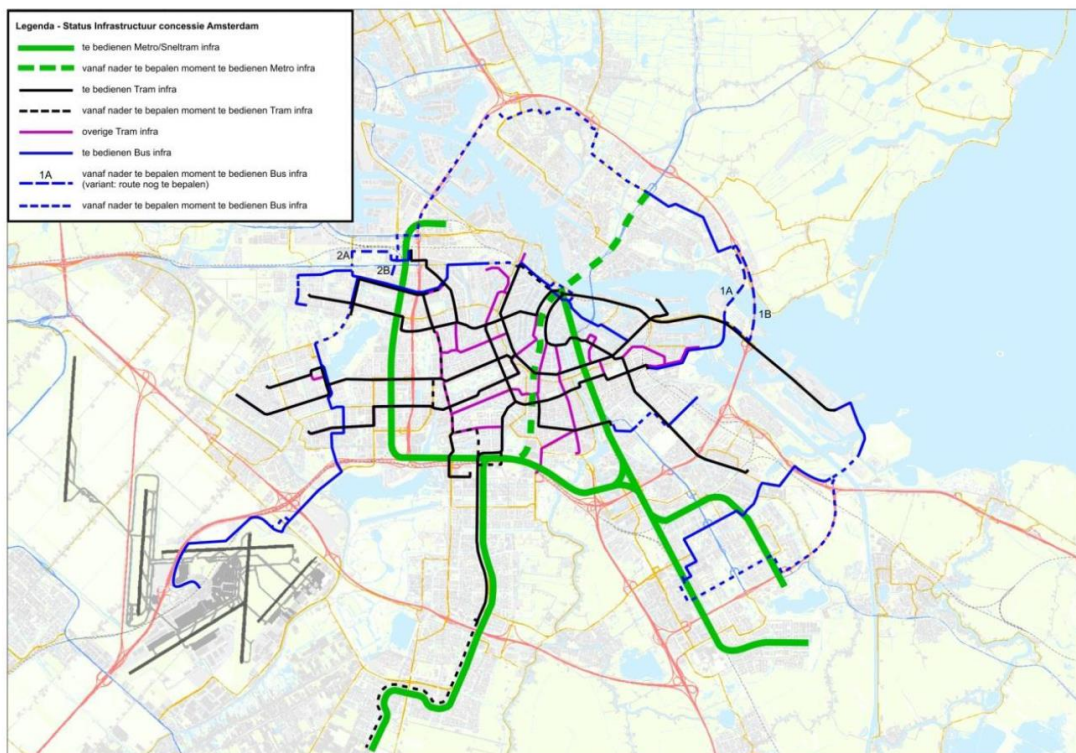 Legenda - Status Infrastructuur concessie Amsterdam
te bedienen Metro/Sneltram infra
vanaf nader te bepalen moment te bedienen Metro infra
te bedienen Tram infra
vanaf nader te bepalen moment te bedienen Tram infra
overige Tram infra
te bedienen Bus infra
1A vanaf nader te bepalen moment te bedienen Bus infra
(variant: route nog te bepalen)
vanaf nader te bepalen moment te bedienen Bus infra
2A
2B
1A
1B